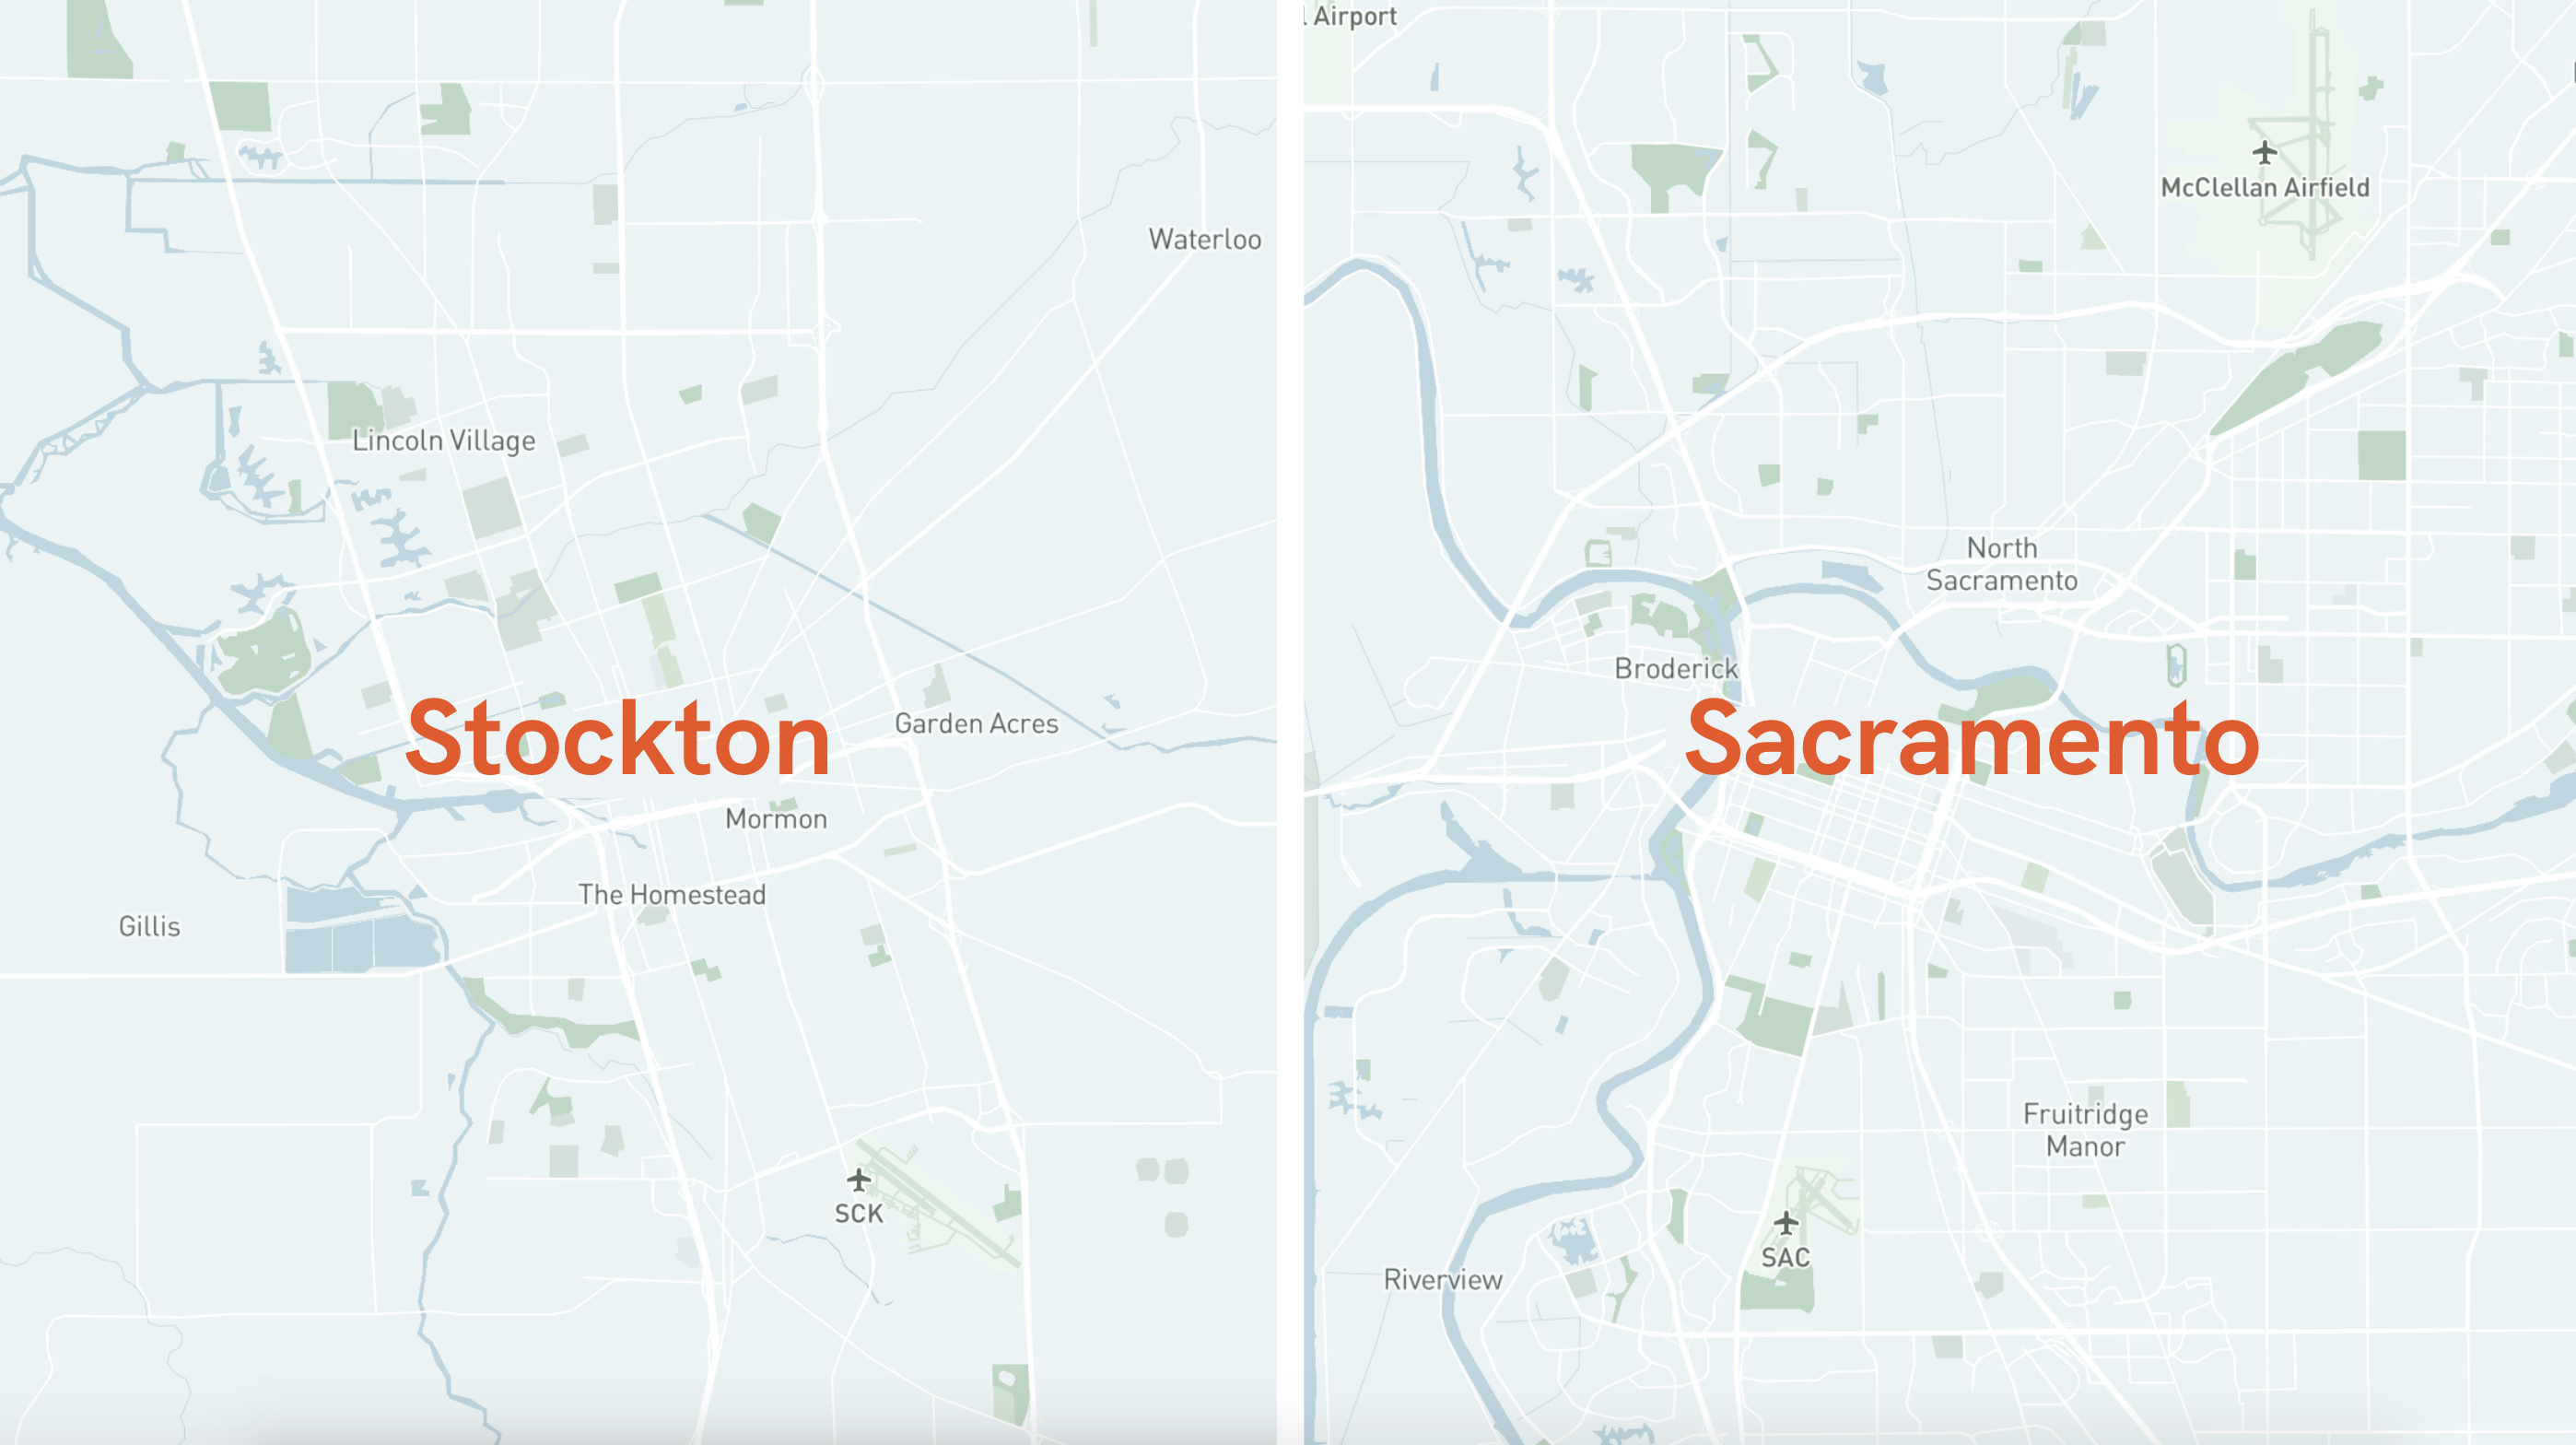 Waterloo
Lincoln Village
Stockton
Garden Acres
Mormon
The Homestead
Gillis
SCK
Airport
McClellan Airfield
North
Sacramento
Broderick
Sacramento
Fruitridge
Manor
SAC
Riverview